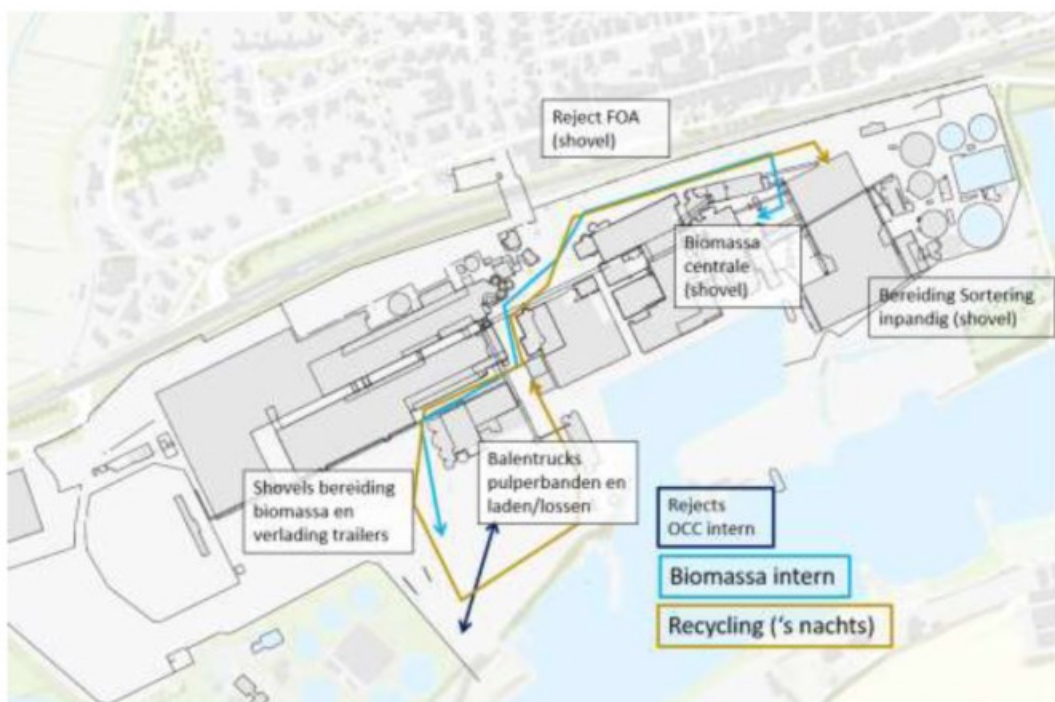 Reject FOA
(shovel)
Biomassa
centrale
(shovel)
Bereiding Sortering
inpandig (shovel)
Shovels bereiding
biomassa en
verlading trailers
Balentrucks
pulperbanden en
laden/lossen
Rejects
OCC intern
Biomassa intern
Recycling (‘s nachts)